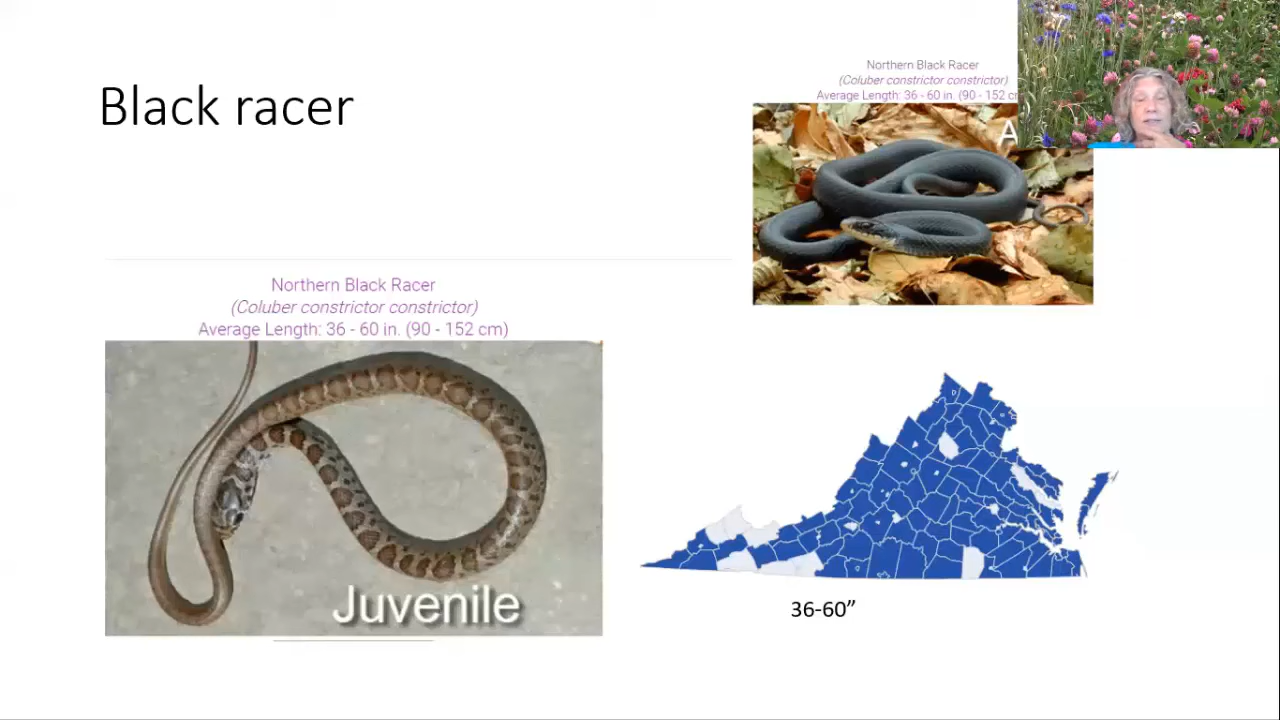 Black racer
Northern Black Racer
(Coluber constrictor constrictor)
Average Length: 36 - 60 in. (90 - 152 c
A
Northern Black Racer
(Coluber constrictor constrictor)
Average Length: 36 - 60 in. (90 - 152 cm)
Juvenile
36-60”